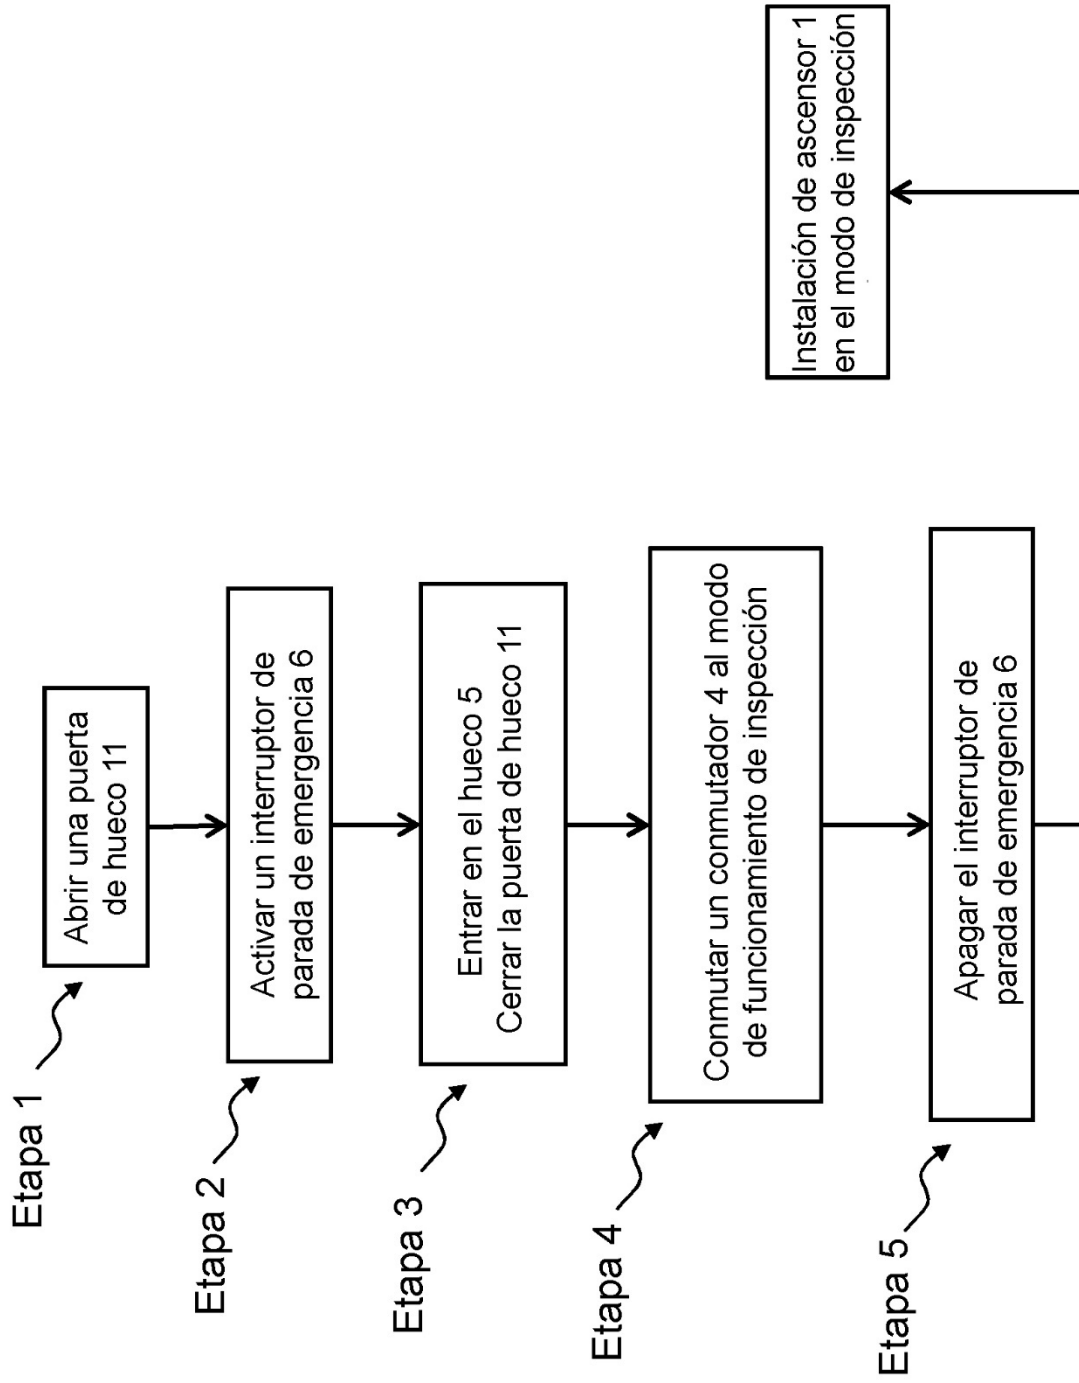 Etapa 1
Abrir una puerta
de hueco 11
Etapa 2
Activar un interruptor de
parada de emergencia 6
Etapa 3
Entrar en el hueco 5
Cerrar la puerta de hueco 11
Etapa 4
Conmutar un conmutador 4 al modo
de funcionamiento de inspección
Etapa 5
Apagar el interruptor de
parada de emergencia 6
Instalación de ascensor 1
en el modo de inspección